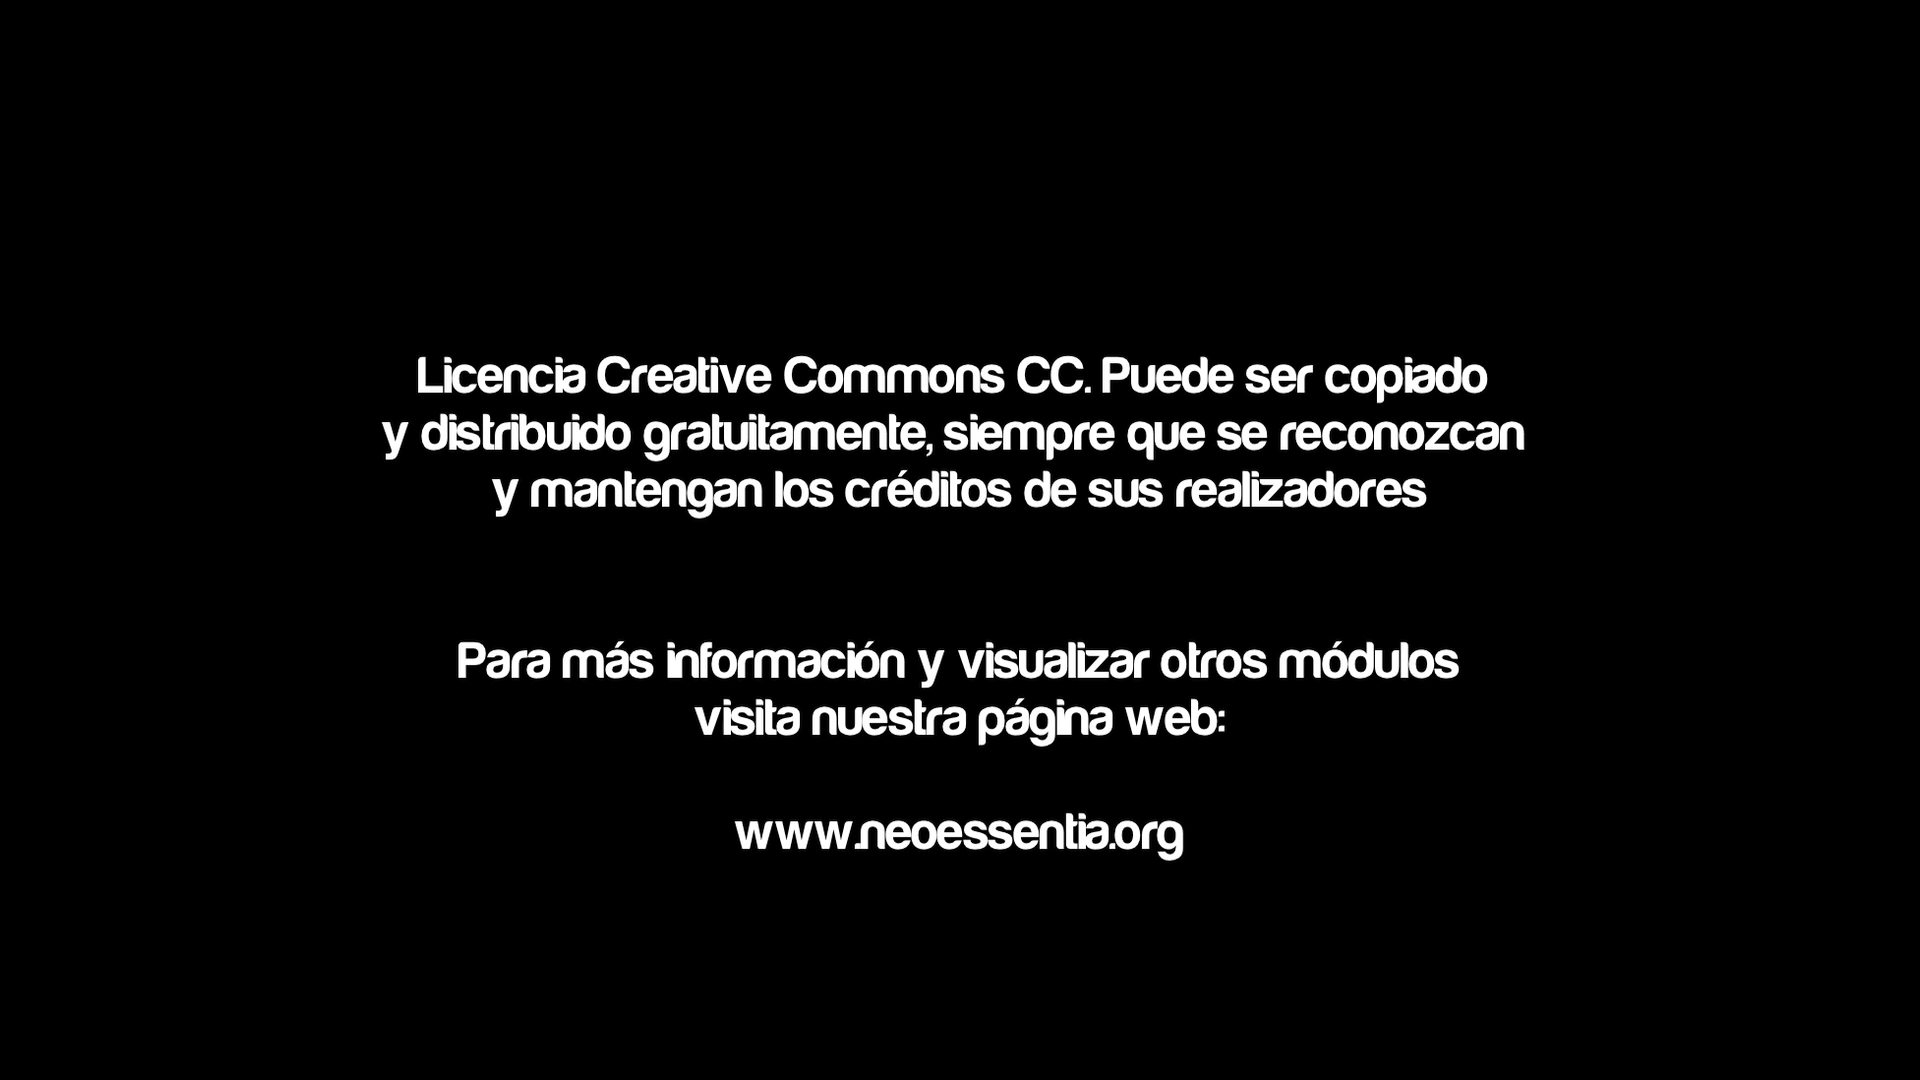 Licencia Creative Commons CC. Puede ser copiado
y distribuido gratuitamente, siempre que se reconozcan
y mantengan los créditos de sus realizadores
Para más información y visualizar otros módulos
visita nuestra página web:
www.neoessentia.org